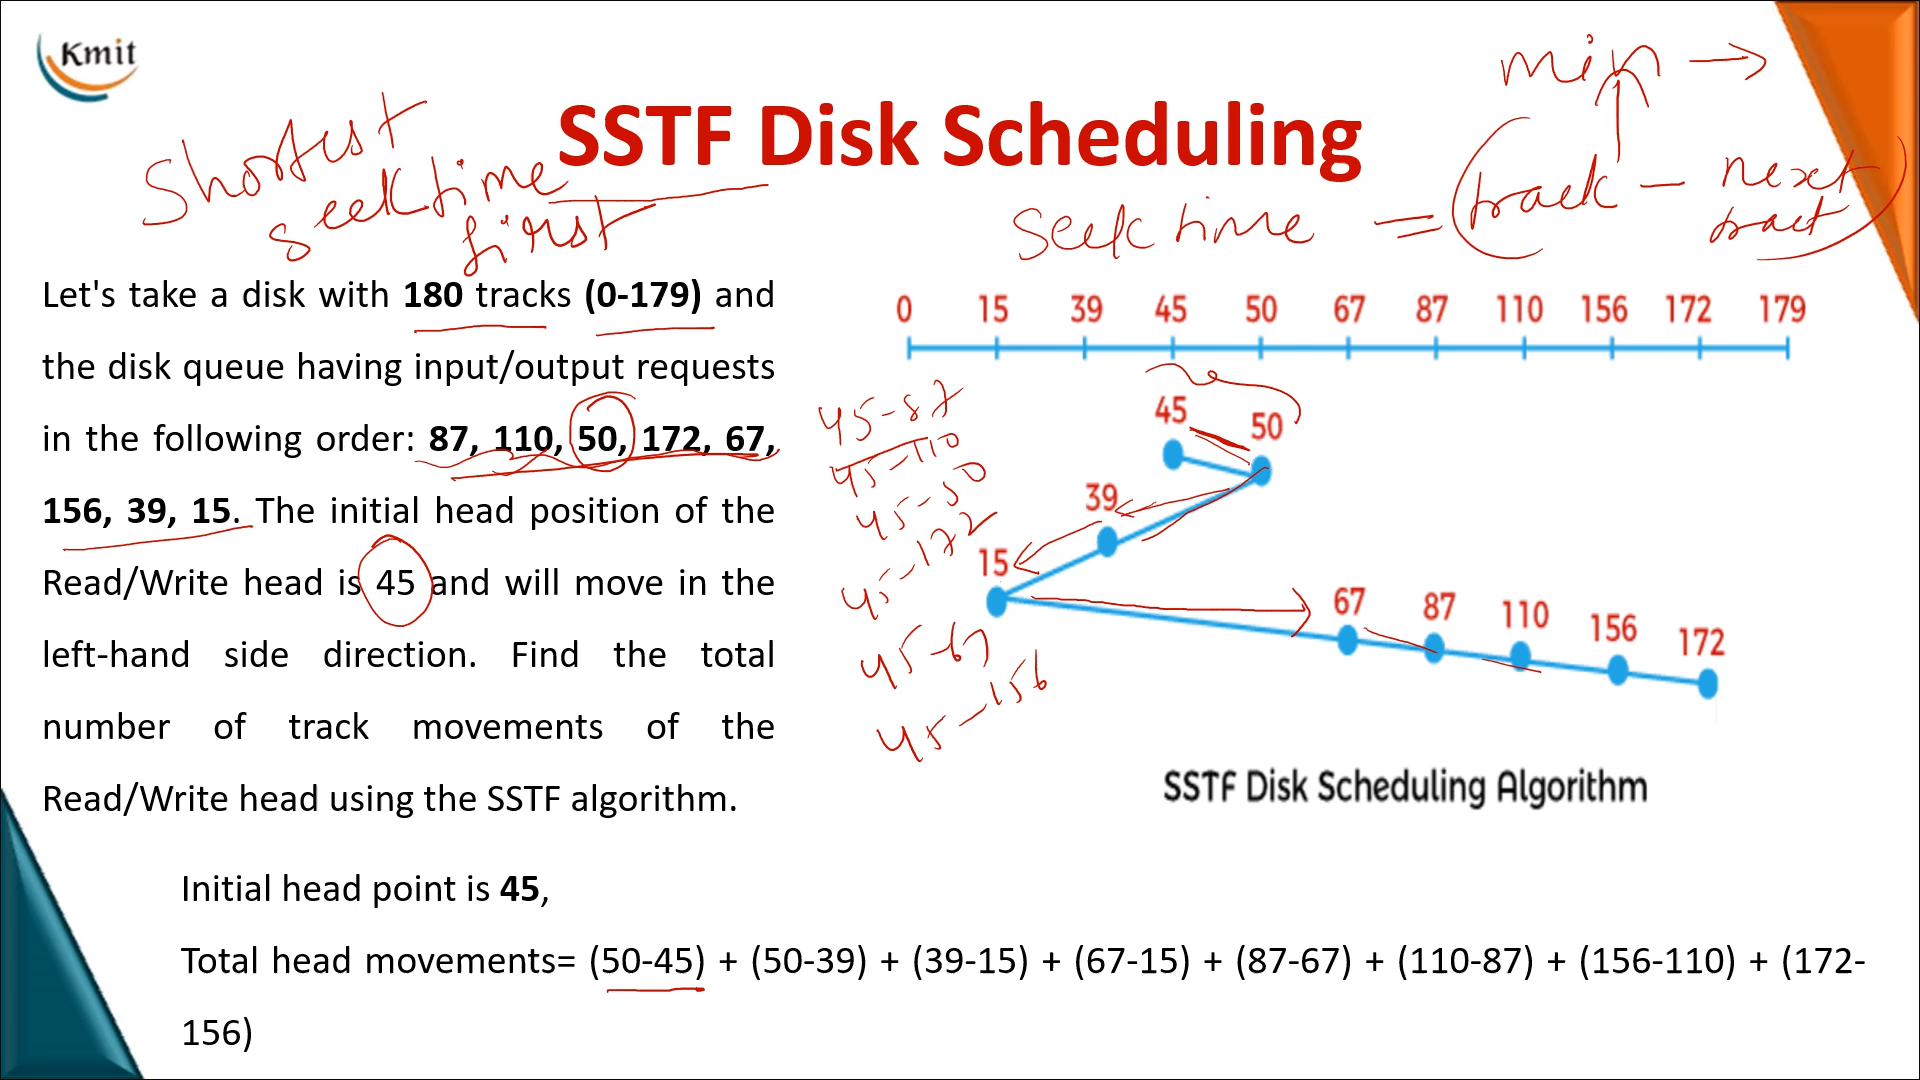 Kmit
min →
SSTF Disk Scheduling
Shortest
seek time
first
seek time = (track - next
tract)
Let's take a disk with 180 tracks (0-179) and
the disk queue having input/output requests
in the following order: 87, 110, 50, 172, 67,
156, 39, 15. The initial head position of the
Read/Write head is 45 and will move in the
left-hand side direction. Find the total
number of track movements of the
Read/Write head using the SSTF algorithm.
0 15 39 45 50 67 87 110 156 172 179
45-87
45-110
45-50
45-172
45-67
45-156
45 50
39
15
67 87 110 156 172
SSTF Disk Scheduling Algorithm
Initial head point is 45,
Total head movements= (50-45) + (50-39) + (39-15) + (67-15) + (87-67) + (110-87) + (156-110) + (172-
156)